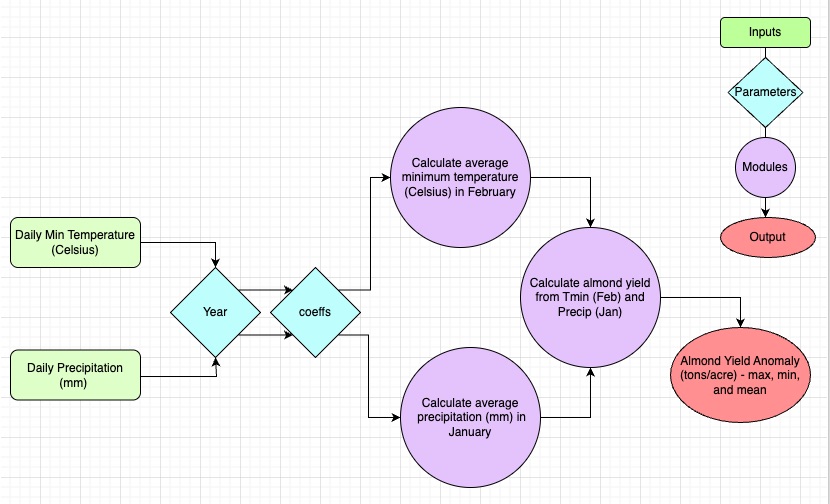 Inputs
Parameters
Modules
Output
Daily Min Temperature
(Celsius)
Daily Precipitation
(mm)
Year
coeffs
Calculate average
minimum temperature
(Celsius) in February
Calculate average
precipitation (mm) in
January
Calculate almond yield
from Tmin (Feb) and
Precip (Jan)
Almond Yield Anomaly
(tons/acre) - max, min,
and mean